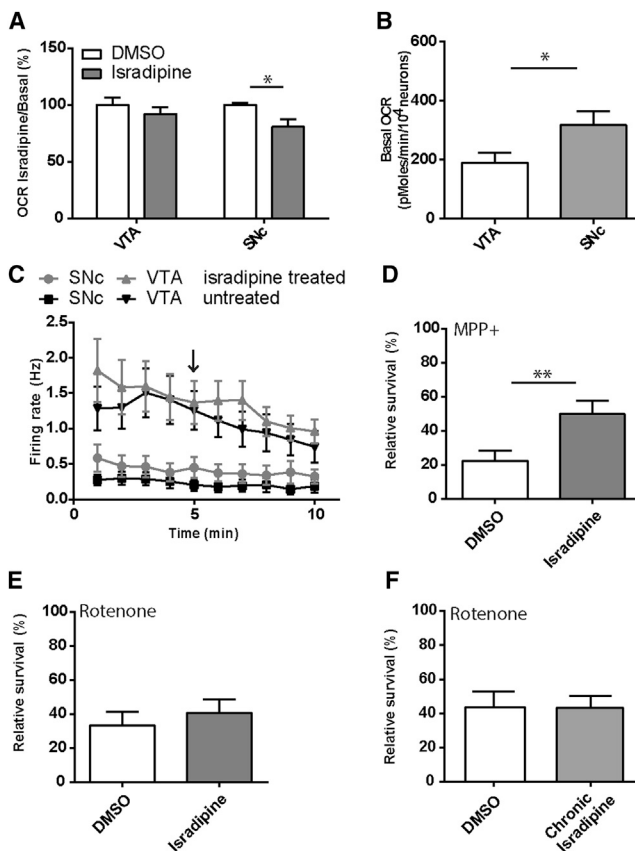 A
OCR Isradipine/Basal (%)
150
100
50
0
DMSO
Isradipine
*
VTA
SNc
B
Basal OCR
(pMoles/min/10⁴ neurons)
600
400
200
0
*
VTA
SNc
C
SNc VTA isradipine treated
SNc VTA untreated
Firing rate (Hz)
2.5
2.0
1.5
1.0
0.5
0.0
0 5 10
Time (min)
D
MPP+
Relative survival (%)
100
80
60
40
20
0
**
DMSO
Isradipine
E
Rotenone
Relative survival (%)
100
80
60
40
20
0
DMSO
Isradipine
F
Rotenone
Relative survival (%)
100
80
60
40
20
0
DMSO
Chronic
Isradipine